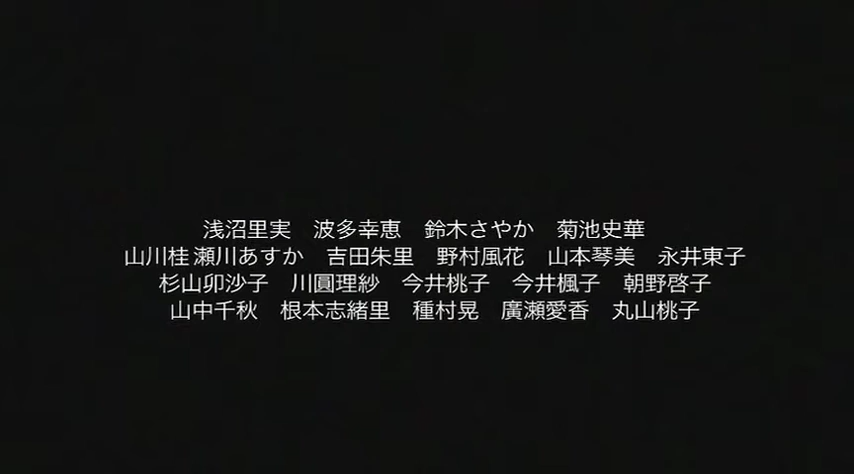 浅沼里実　波多幸恵　鈴木さやか　菊池史華
山川桂 瀬川あすか　吉田朱里　野村風花　山本琴美　永井東子
杉山卯沙子　川圓理紗　今井桃子　今井楓子　朝野啓子
山中千秋　根本志緒里　種村晃　廣瀬愛香　丸山桃子